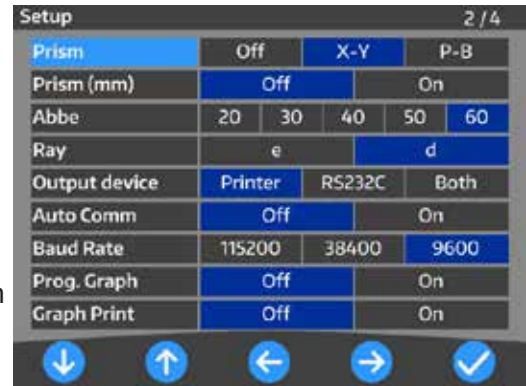 Setup 2/4
Prism Off X-Y P-B
Prism (mm) Off On
Abbe 20 30 40 50 60
Ray e d
Output device Printer RS232C Both
Auto Comm Off On
Baud Rate 115200 38400 9600
Prog. Graph Off On
n
Graph Print Off On